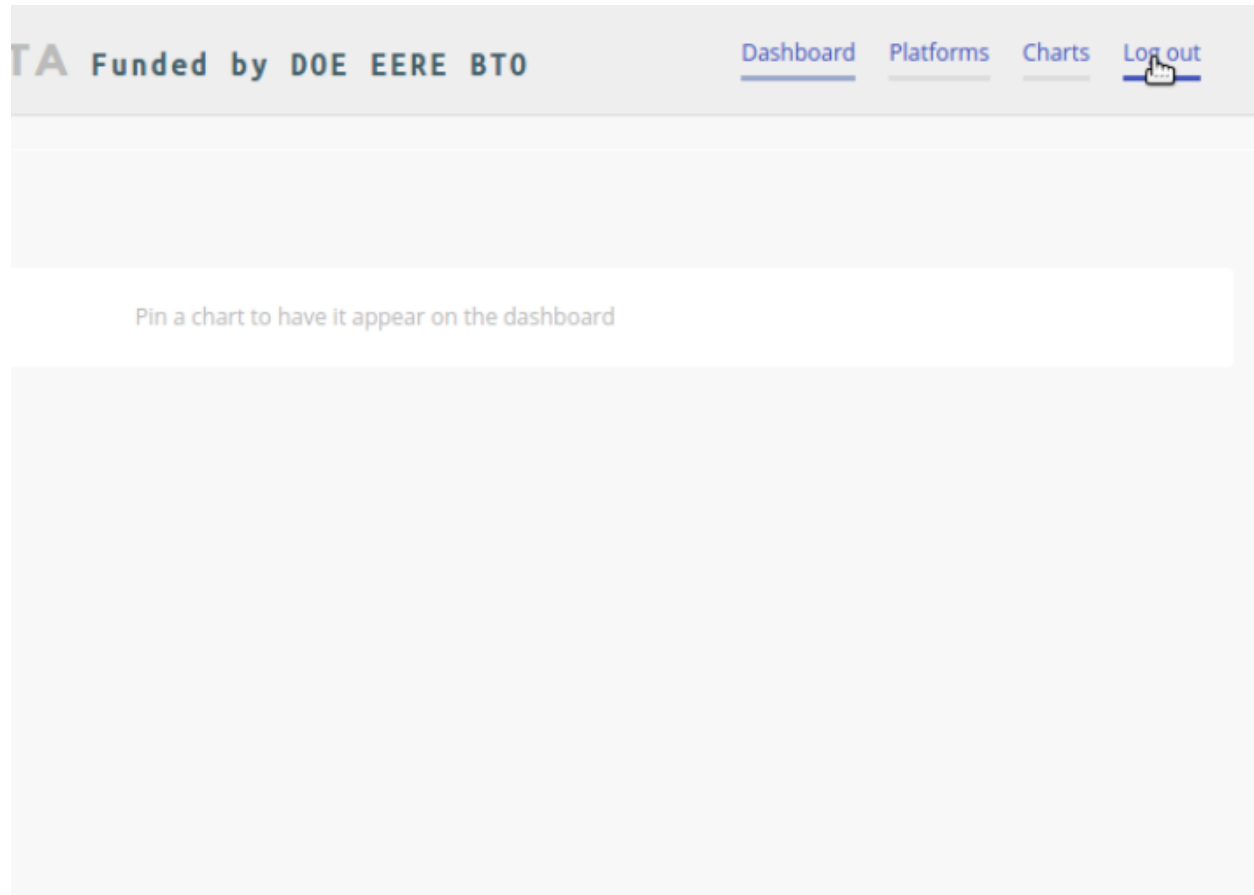 TA Funded by DOE EERE BTO
Dashboard Platforms Charts Log out
Pin a chart to have it appear on the dashboard